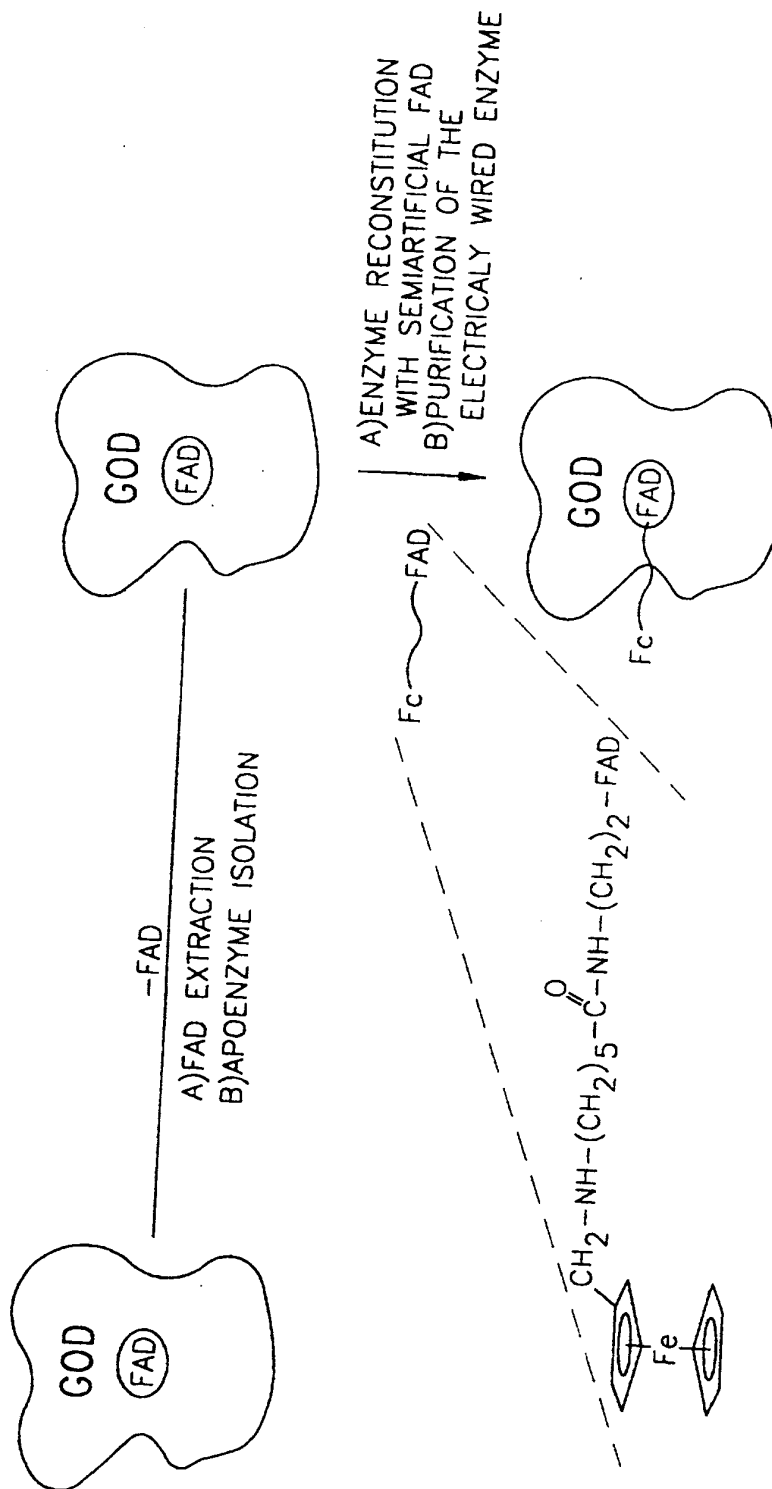 GOD
FAD
-FAD
A)FAD EXTRACTION
B)APOENZYME ISOLATION
GOD
FAD
A)ENZYME RECONSTITUTION
WITH SEMIARTIFICIAL FAD
B)PURIFICATION OF THE
ELECTRICALY WIRED ENZYME
Fc FAD
CH2-NH-(CH2)5-C-NH-(CH2)2-FAD
O
Fe
GOD
Fc FAD